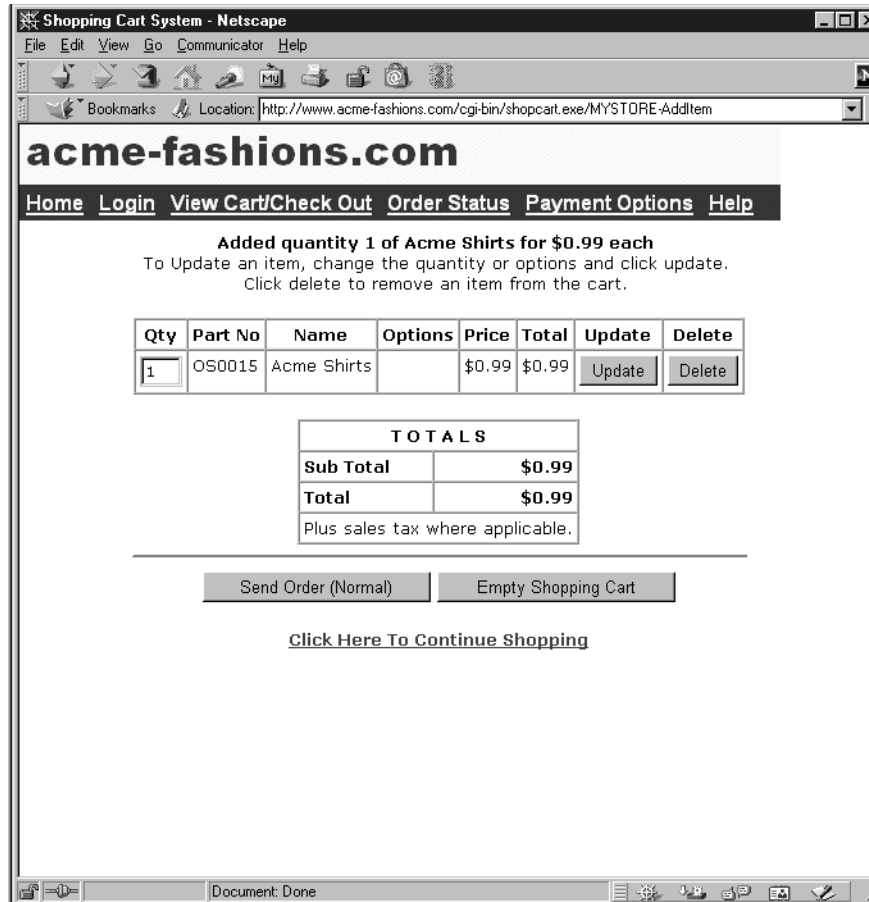 Shopping Cart System - Netscape
File Edit View Go Communicator Help
My
Bookmarks Location: http://www.acme-fashions.com/cgi-bin/shopcart.exe/MYSTORE-AddItem
acme-fashions.com
Home Login View Cart/Check Out Order Status Payment Options Help
Added quantity 1 of Acme Shirts for $0.99 each
To Update an item, change the quantity or options and click update.
Click delete to remove an item from the cart.
Qty Part No Name Options Price Total Update Delete
1 OS0015 Acme Shirts $0.99 $0.99 Update Delete
TOTALS
Sub Total $0.99
Total $0.99
Plus sales tax where applicable.
Send Order (Normal) Empty Shopping Cart
Click Here To Continue Shopping
Document: Done